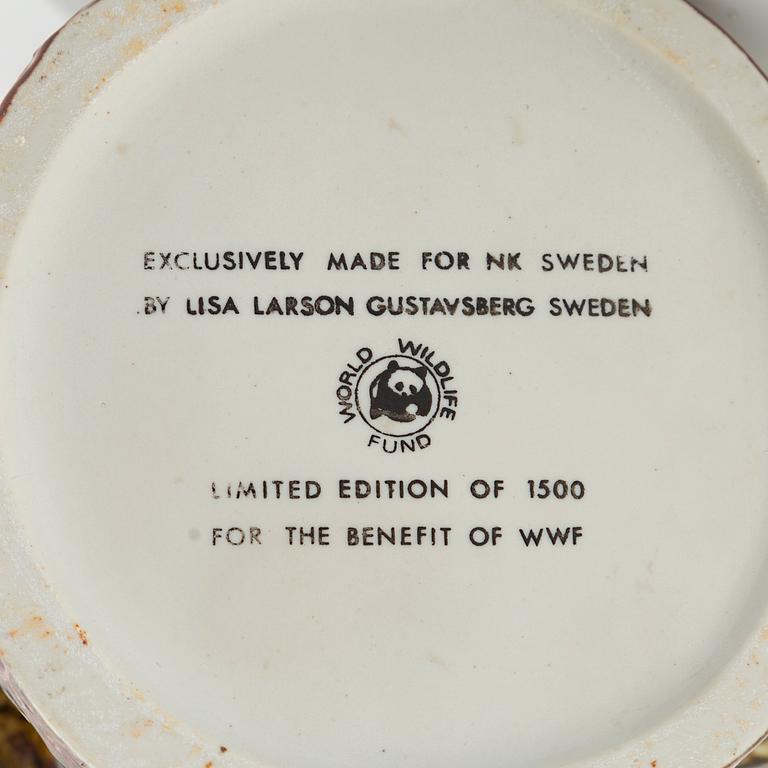 EXCLUSIVELY MADE FOR NK SWEDEN
BY LISA LARSON GUSTAVSBERG SWEDEN
WORLD WILDLIFE FUND
LIMITED EDITION OF 1500
FOR THE BENEFIT OF WWF